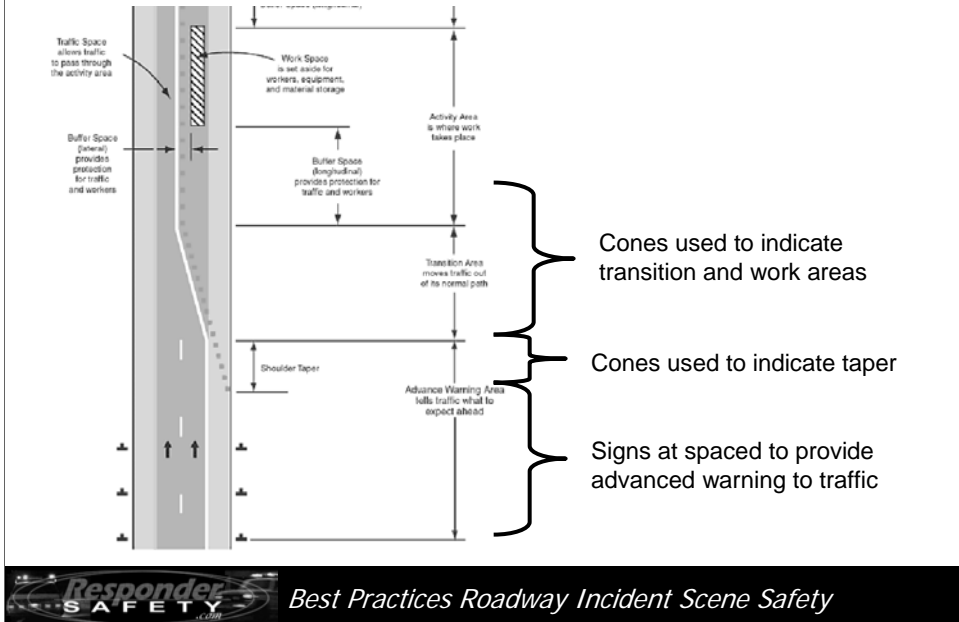 Traffic Space
allows traffic
to pass through
the activity area
Work Space
is set aside for
workers, equipment,
and material storage
Activity Area
is where work
takes place
Buffer Space
(lateral)
provides
protection
for traffic
and workers
Buffer Space
(longitudinal)
provides protection for
traffic and workers
Cones used to indicate
transition and work areas
Transition Area
moves traffic out
of its normal path
Cones used to indicate taper
Shoulder Taper
Advance Warning Area
tells traffic what to
expect ahead
Signs at spaced to provide
advanced warning to traffic
Responder
SAFETY
.com
Best Practices Roadway Incident Scene Safety